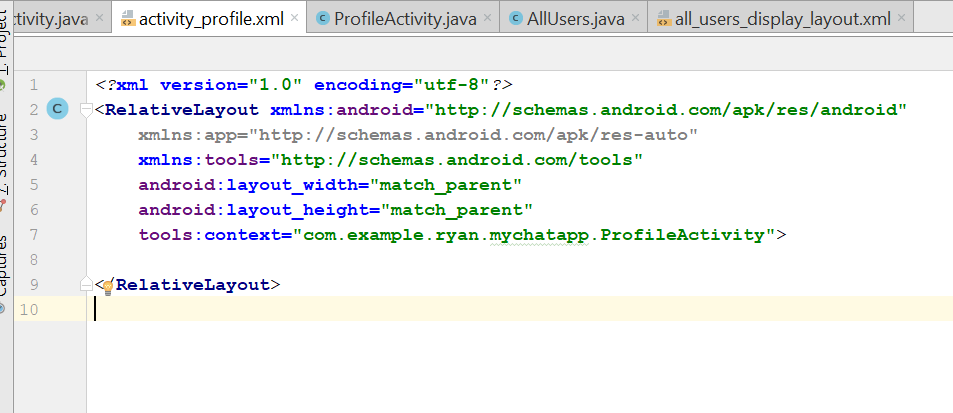 ctivity.java × activity_profile.xml × C ProfileActivity.java × C AllUsers.java × all_users_display_layout.xml ×
Project
Structure
Captures
1 <?xml version="1.0" encoding="utf-8"?>
2 C <RelativeLayout xmlns:android="http://schemas.android.com/apk/res/android"
3 xmlns:app="http://schemas.android.com/apk/res-auto"
4 xmlns:tools="http://schemas.android.com/tools"
5 android:layout_width="match_parent"
6 android:layout_height="match_parent"
7 tools:context="com.example.ryan.mychatapp.ProfileActivity">
8
9 </RelativeLayout>
10